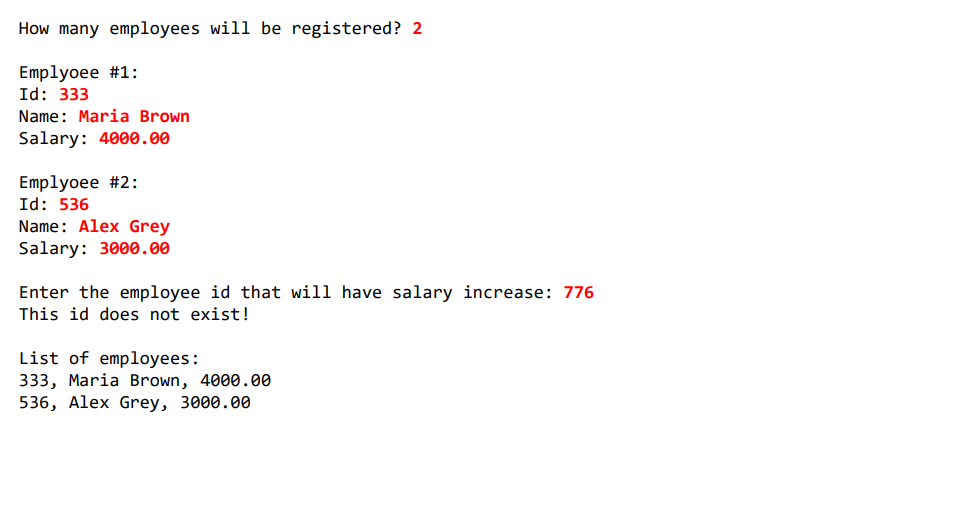 How many employees will be registered? 2
Emplyoee #1:
Id: 333
Name: Maria Brown
Salary: 4000.00
Emplyoee #2:
Id: 536
Name: Alex Grey
Salary: 3000.00
Enter the employee id that will have salary increase: 776
This id does not exist!
List of employees:
333, Maria Brown, 4000.00
536, Alex Grey, 3000.00